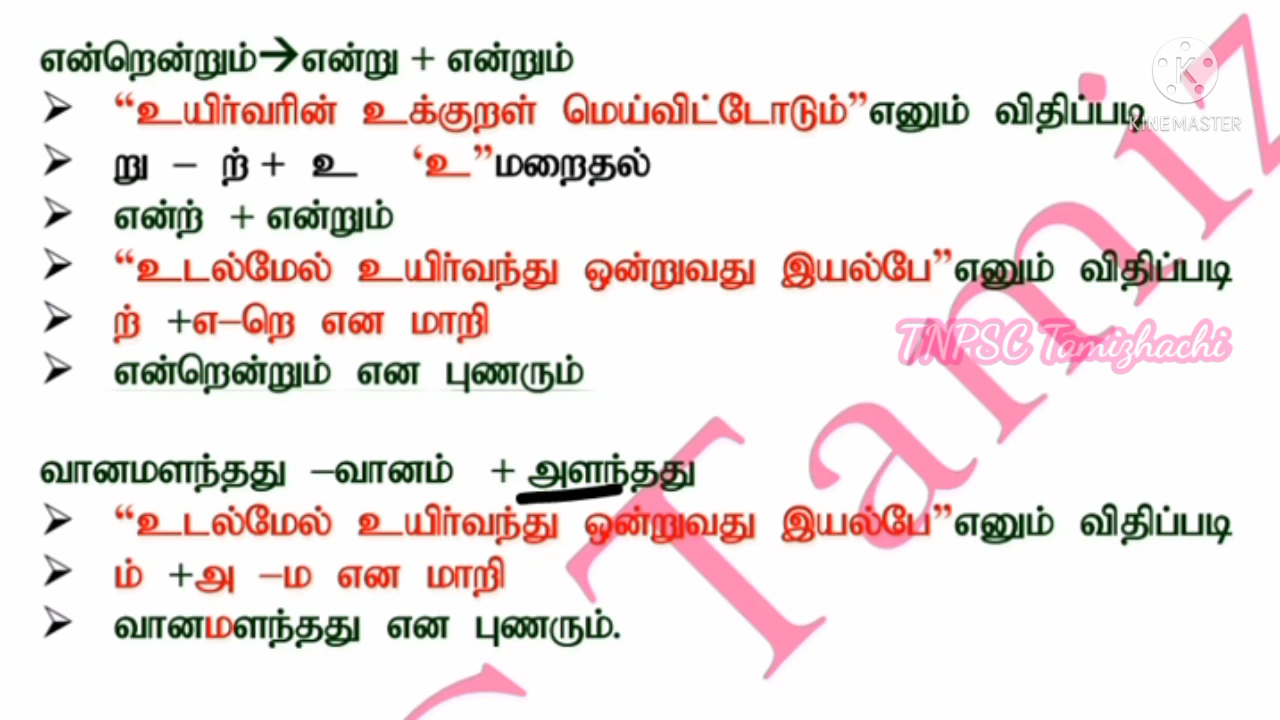 என்றென்றும்→என்று + என்றும்
➢ “உயிர்வரின் உக்குறள் மெய்விட்டோடும்”எனும் விதிப்படி
➢ று – ற் + உ ‘உ”மறைதல்
➢ என்ற் + என்றும்
➢ “உடல்மேல் உயிர்வந்து ஒன்றுவது இயல்பே”எனும் விதிப்படி
➢ ற் +எ–றெ என மாறி
➢ என்றென்றும் என புணரும்
வானமளந்தது –வானம் + அளந்தது
➢ “உடல்மேல் உயிர்வந்து ஒன்றுவது இயல்பே”எனும் விதிப்படி
➢ ம் +அ –ம என மாறி
➢ வானமளந்தது என புணரும்.
K
KINEMASTER
TNPSC Tamizhachi
C Tamiz